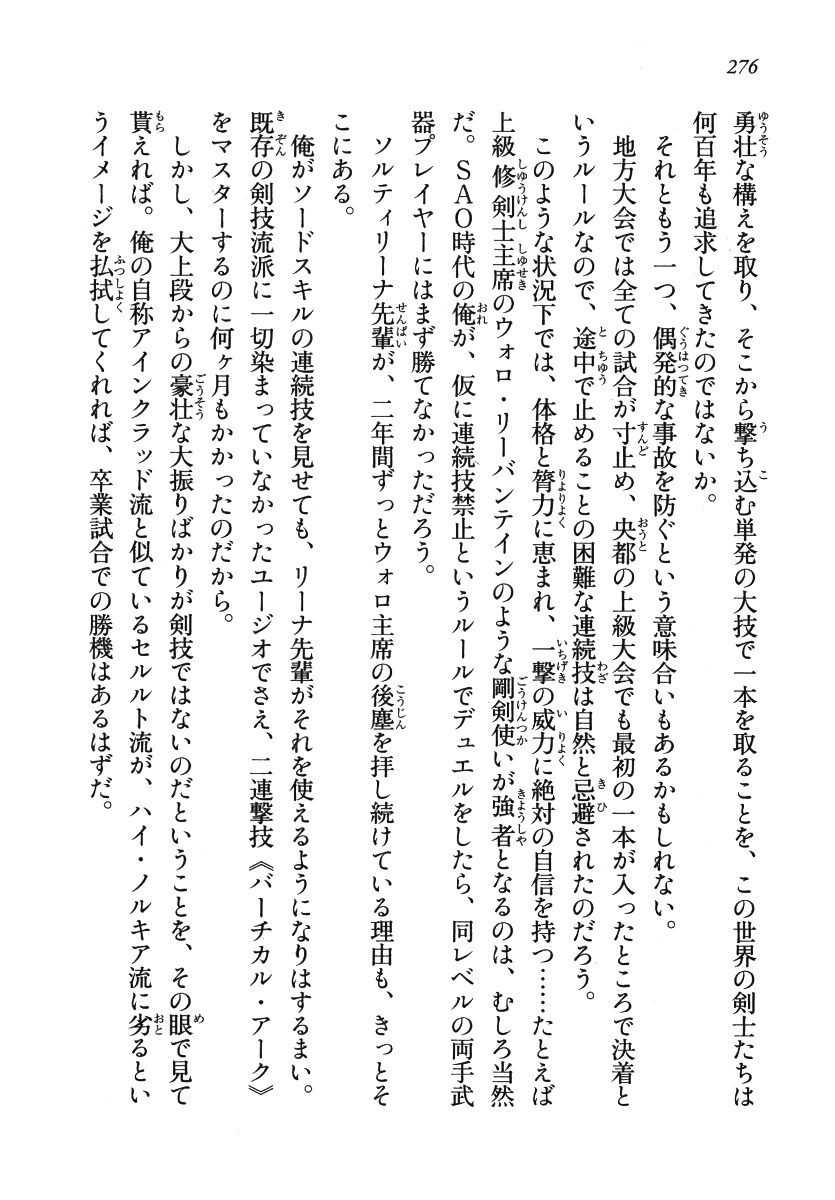 276
勇壮な構えを取り、そこから撃ち込む単発の大技で一本を取ることを、この世界の剣士たちは
何百年も追求してきたのではないか。
それともう一つ、偶発的な事故を防ぐという意味合いもあるかもしれない。
地方大会では全ての試合が寸止め、央都の上級大会でも最初の一本が入ったところで決着と
いうルールなので、途中で止めることの困難な連続技は自然と忌避されたのだろう。
このような状況下では、体格と膂力に恵まれ、一撃の威力に絶対の自信を持つ……たとえば
上級修剣士主席のウォロ・リーバンテインのような剛剣使いが強者となるのは、むしろ当然
だ。ＳＡＯ時代の俺が、仮に連続技禁止というルールでデュエルをしたら、同レベルの両手武
器プレイヤーにはまず勝てなかっただろう。
ソルティリーナ先輩が、二年間ずっとウォロ主席の後塵を拝し続けている理由も、きっとそ
こにある。
俺がソードスキルの連続技を見せても、リーナ先輩がそれを使えるようになりはするまい。
既存の剣技流派に一切染まっていなかったユージオでさえ、二連撃技《バーチカル・アーク》
をマスターするのに何ヶ月もかかったのだから。
しかし、大上段からの豪壮な大振りばかりが剣技ではないのだということを、その眼で見て
貰えれば。俺の自称アインクラッド流と似ているセルルト流が、ハイ・ノルキア流に劣るとい
うイメージを払拭してくれれば、卒業試合での勝機はあるはずだ。